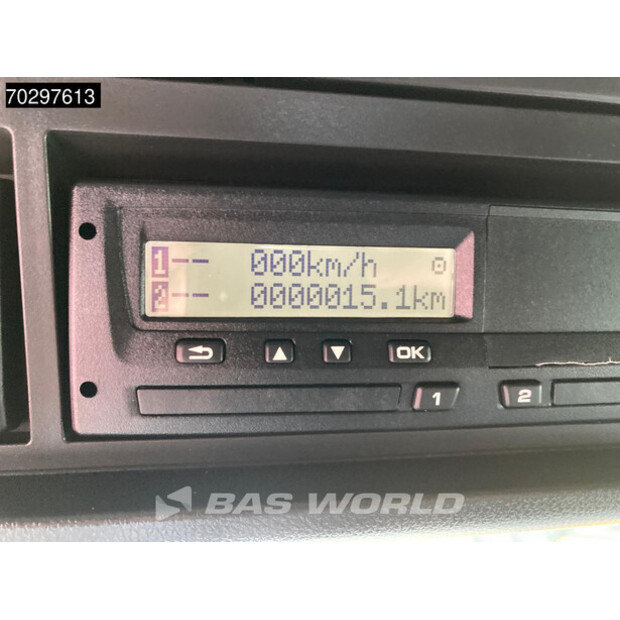 70297613
1-- 000km/h
2-- 0000015.1km
OK
1 2
BAS WORLD